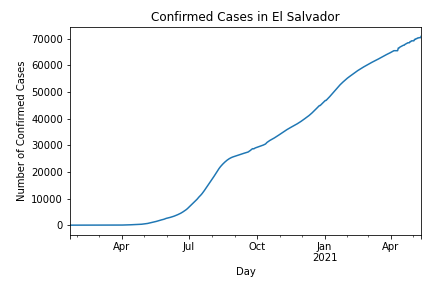 Confirmed Cases in El Salvador
Number of Confirmed Cases
70000
60000
50000
40000
30000
20000
10000
0
Apr
Jul
Oct
Jan
2021
Apr
Day